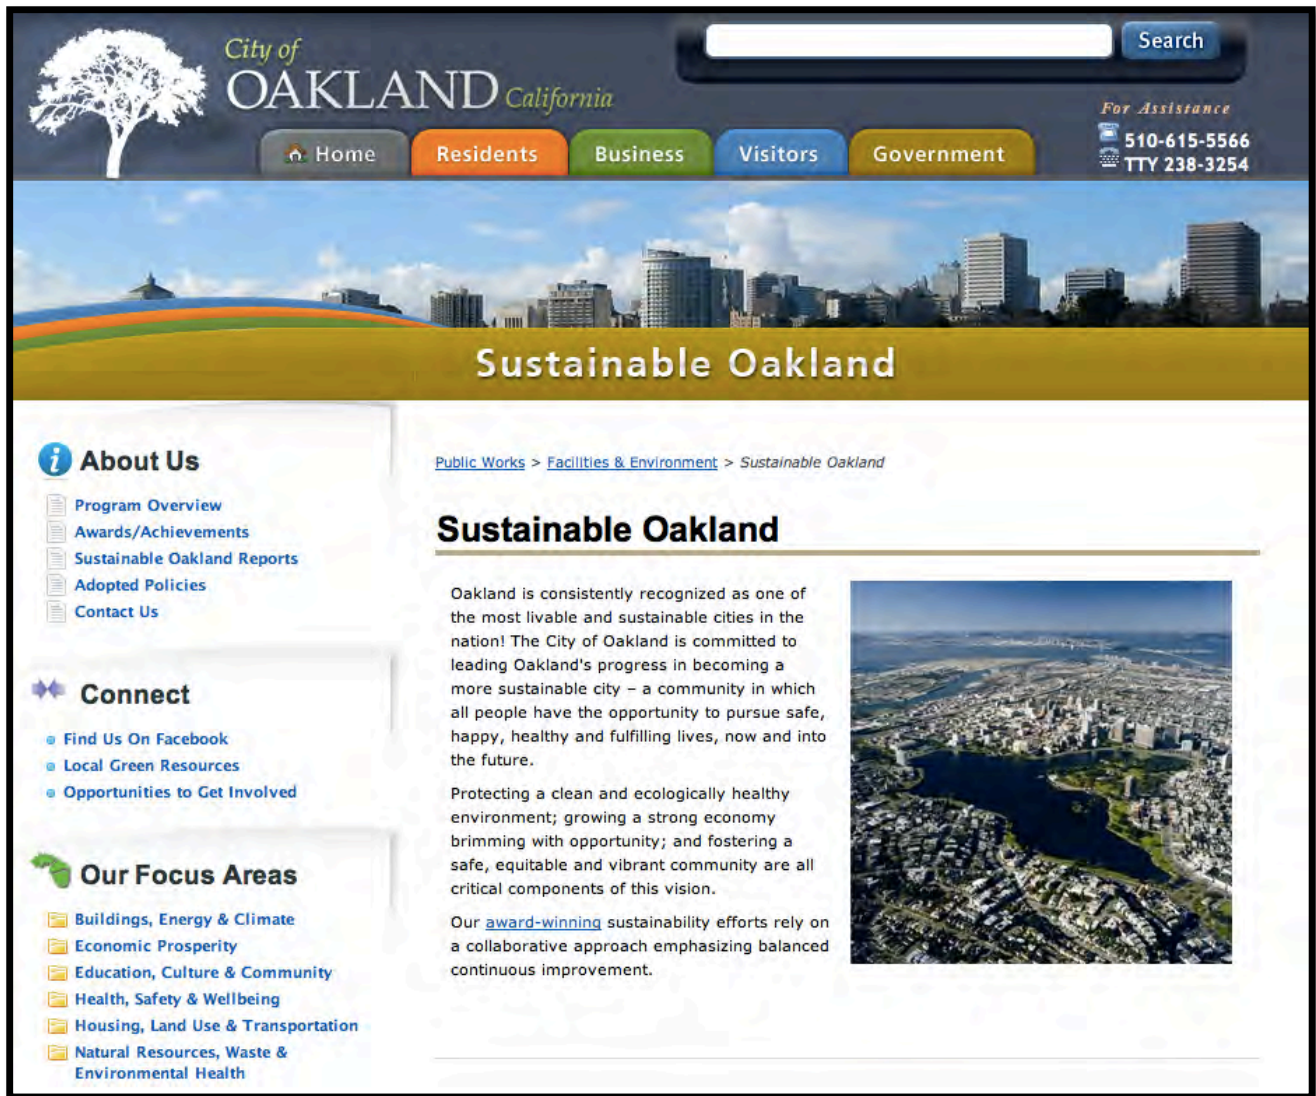 City of
OAKLAND California
Search
For Assistance
510-615-5566
TTY 238-3254
Home
Residents
Business
Visitors
Government
Sustainable Oakland
About Us
Program Overview
Awards/Achievements
Sustainable Oakland Reports
Adopted Policies
Contact Us
Connect
Find Us On Facebook
Local Green Resources
Opportunities to Get Involved
Our Focus Areas
Buildings, Energy & Climate
Economic Prosperity
Education, Culture & Community
Health, Safety & Wellbeing
Housing, Land Use & Transportation
Natural Resources, Waste &
Environmental Health
Public Works > Facilities & Environment > Sustainable Oakland
Sustainable Oakland
Oakland is consistently recognized as one of
the most livable and sustainable cities in the
nation! The City of Oakland is committed to
leading Oakland's progress in becoming a
more sustainable city – a community in which
all people have the opportunity to pursue safe,
happy, healthy and fulfilling lives, now and into
the future.
Protecting a clean and ecologically healthy
environment; growing a strong economy
brimming with opportunity; and fostering a
safe, equitable and vibrant community are all
critical components of this vision.
Our award-winning sustainability efforts rely on
a collaborative approach emphasizing balanced
continuous improvement.